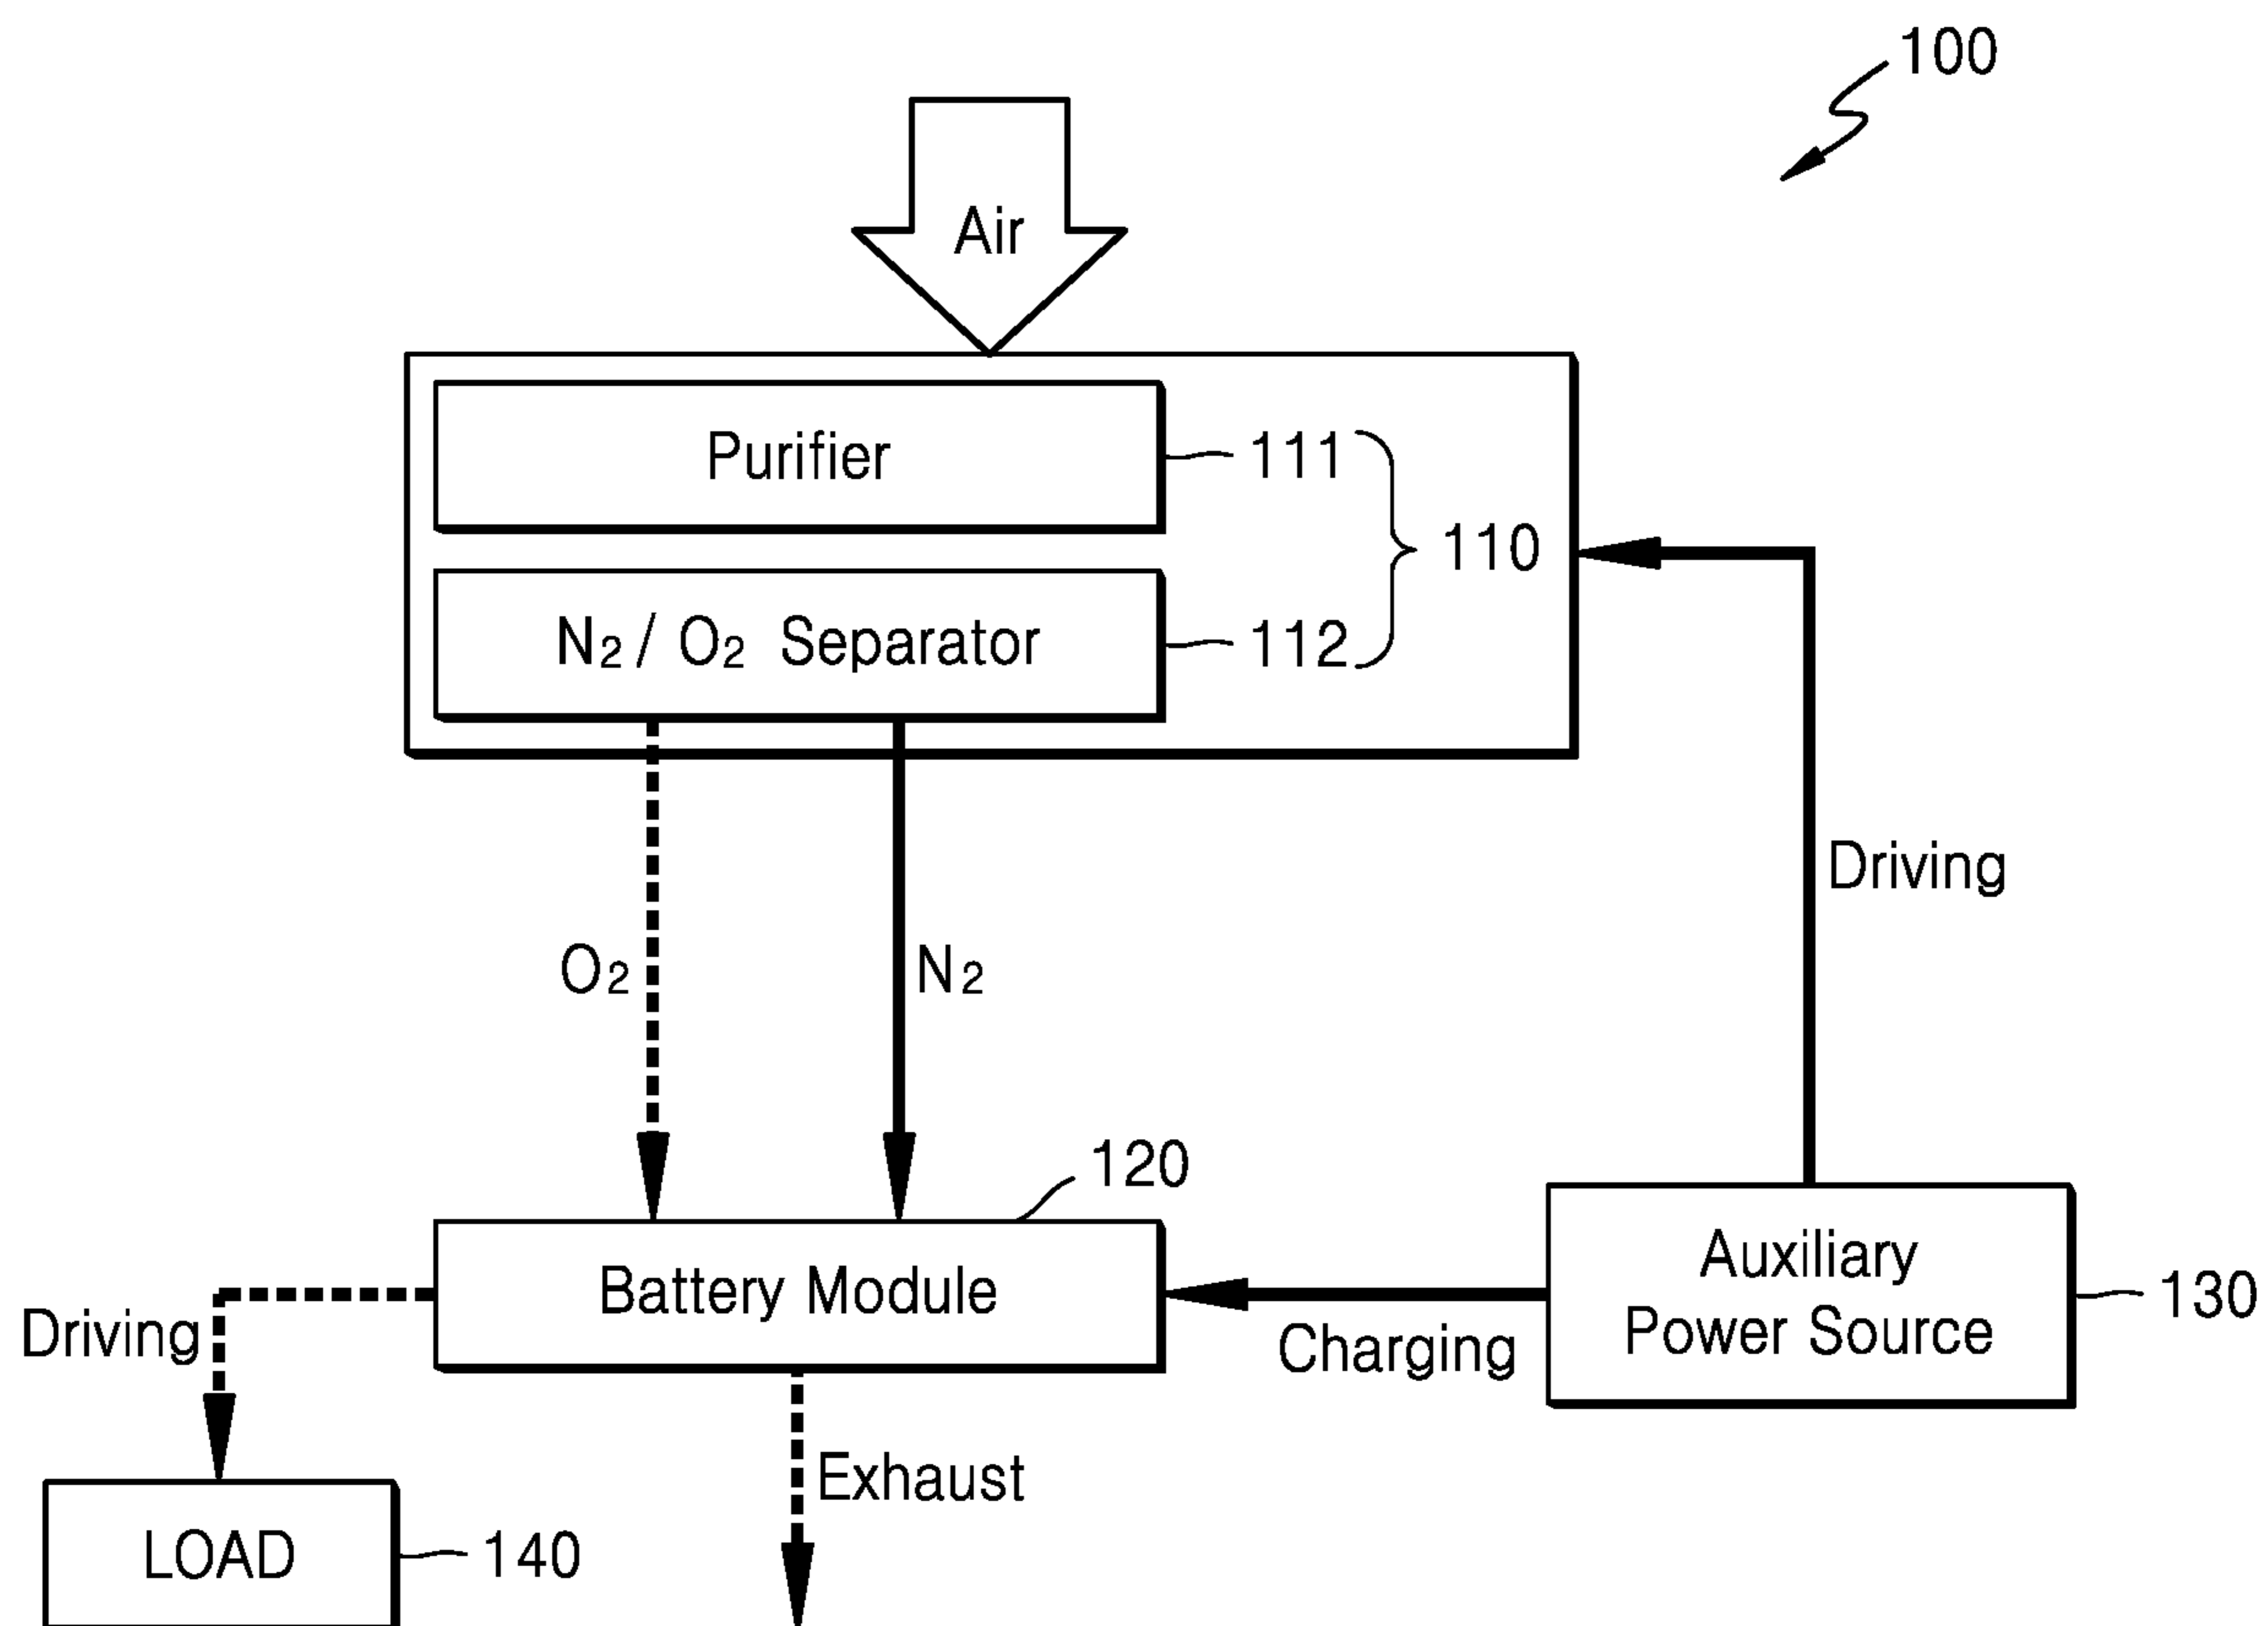 100
Air
Purifier
111
110
N₂ / O₂ Separator
112
Driving
O₂
N₂
120
Battery Module
Auxiliary
Power Source
130
Driving
Charging
Exhaust
LOAD
140